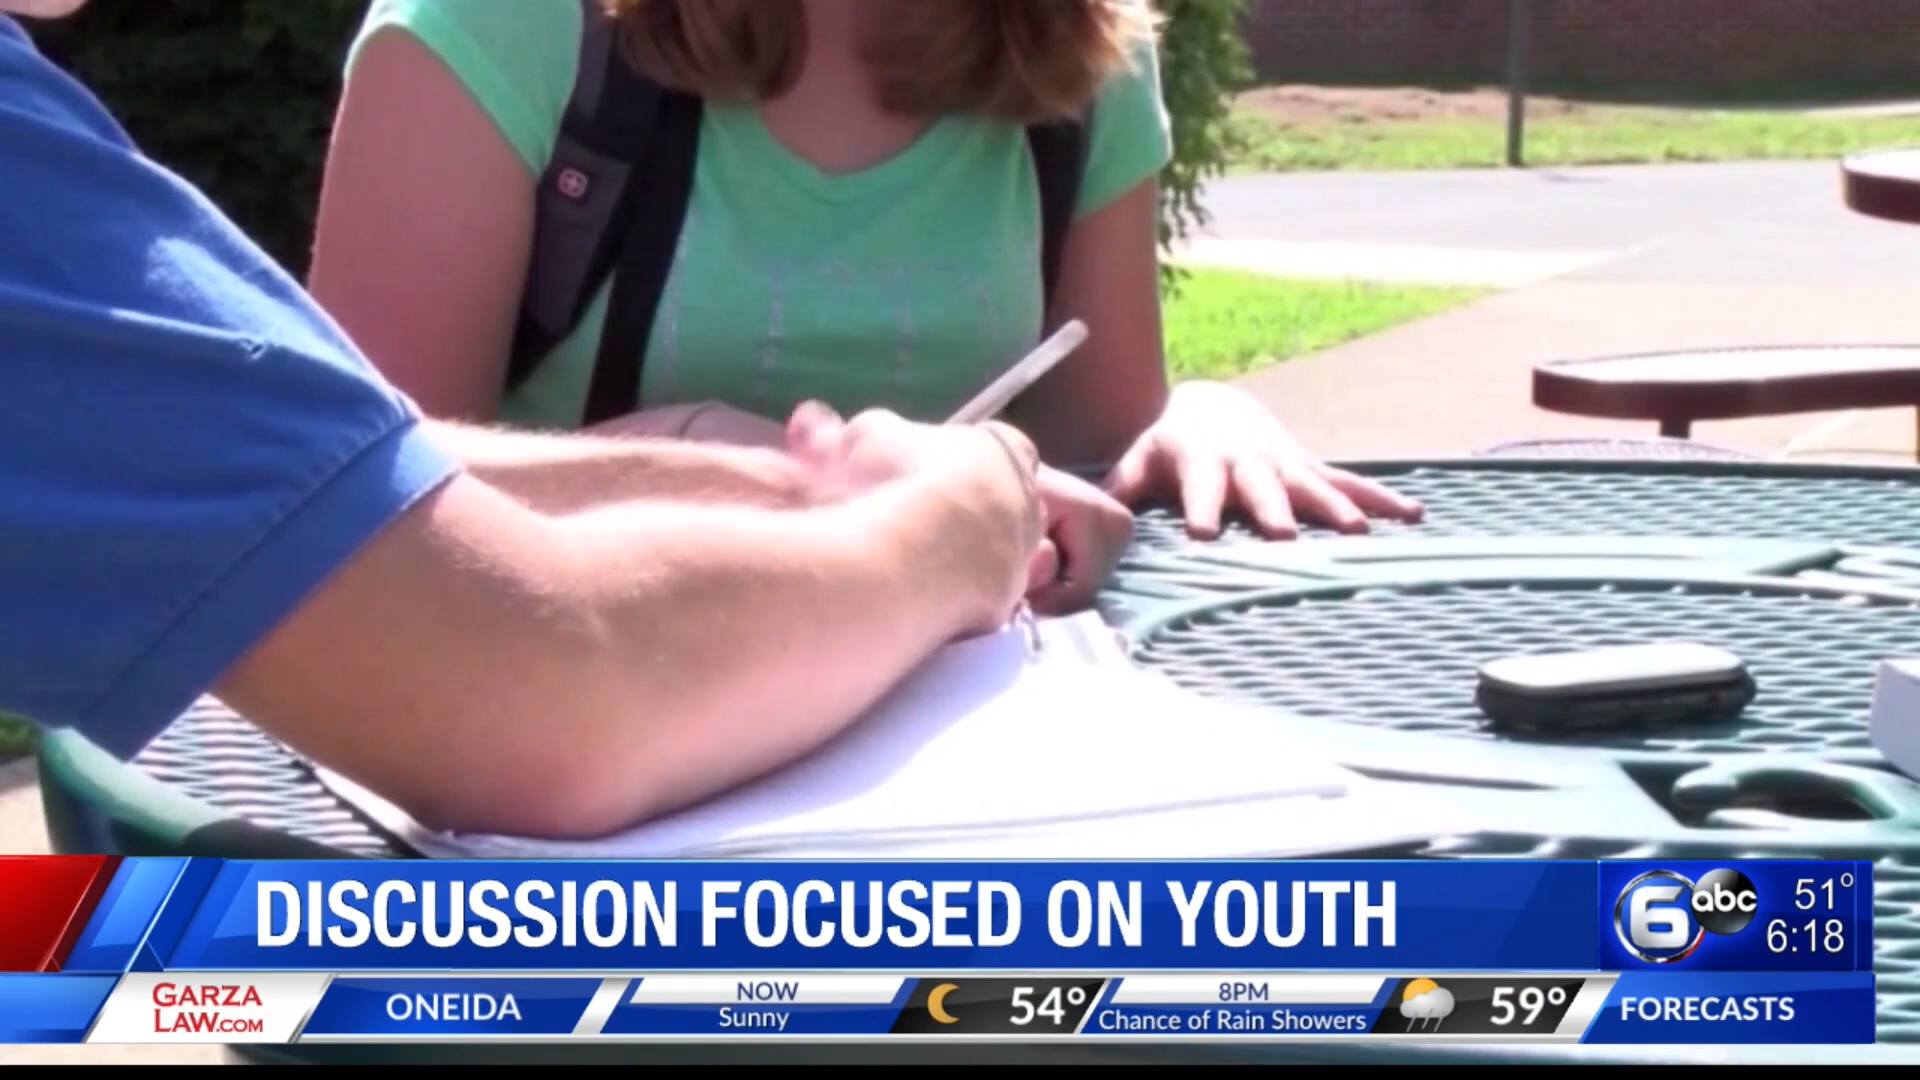 DISCUSSION FOCUSED ON YOUTH
6 abc
51°
6:18
GARZA
LAW.COM
ONEIDA
NOW
Sunny
54°
8PM
Chance of Rain Showers
59°
FORECASTS